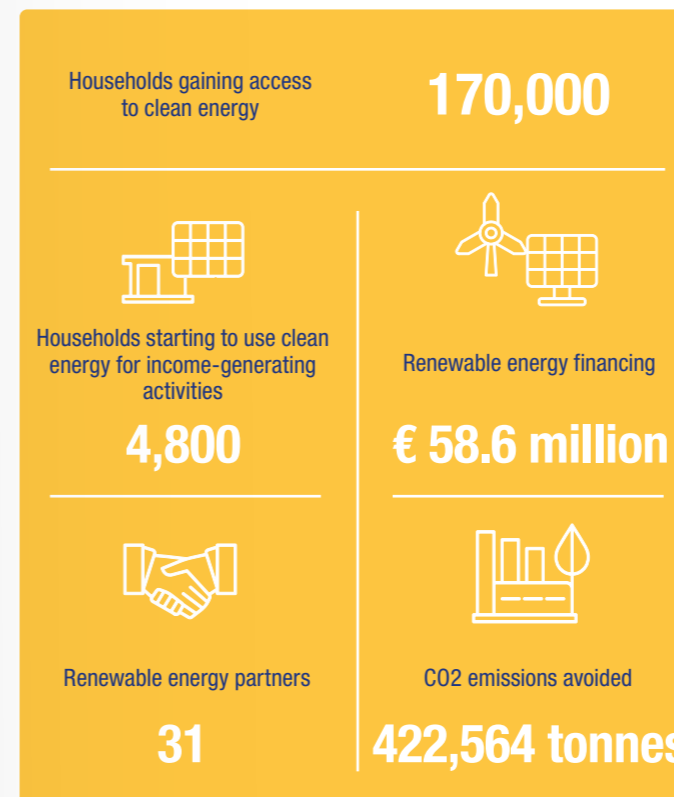 Households gaining access
to clean energy
170,000
Households starting to use clean
energy for income-generating
activities
4,800
Renewable energy financing
€ 58.6 million
Renewable energy partners
31
CO2 emissions avoided
422,564 tonnes